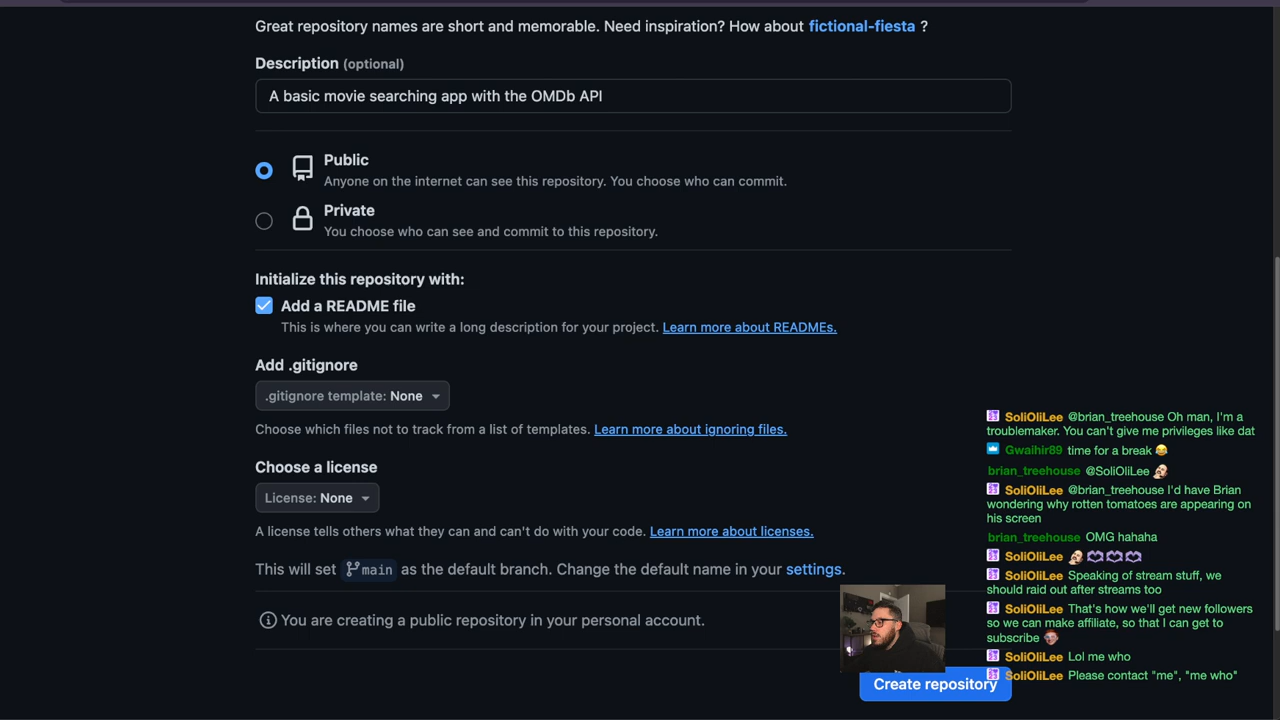 Great repository names are short and memorable. Need inspiration? How about fictional-fiesta ?
Description (optional)
A basic movie searching app with the OMDb API
Public
Anyone on the internet can see this repository. You choose who can commit.
Private
You choose who can see and commit to this repository.
Initialize this repository with:
Add a README file
This is where you can write a long description for your project. Learn more about READMEs.
Add .gitignore
.gitignore template: None
Choose which files not to track from a list of templates. Learn more about ignoring files.
Choose a license
License: None
A license tells others what they can and can't do with your code. Learn more about licenses.
This will set main as the default branch. Change the default name in your settings.
You are creating a public repository in your personal account.
Create repository
SoliOliLee @brian_treehouse Oh man, I'm a
troublemaker. You can't give me privileges like dat
Gwaihir89 time for a break
brian_treehouse @SoliOliLee
SoliOliLee @brian_treehouse I'd have Brian
wondering why rotten tomatoes are appearing on
his screen
brian_treehouse OMG hahaha
SoliOliLee
SoliOliLee Speaking of stream stuff, we
should raid out after streams too
SoliOliLee That's how we'll get new followers
so we can make affiliate, so that I can get to
subscribe
SoliOliLee Lol me who
SoliOliLee Please contact "me", "me who"